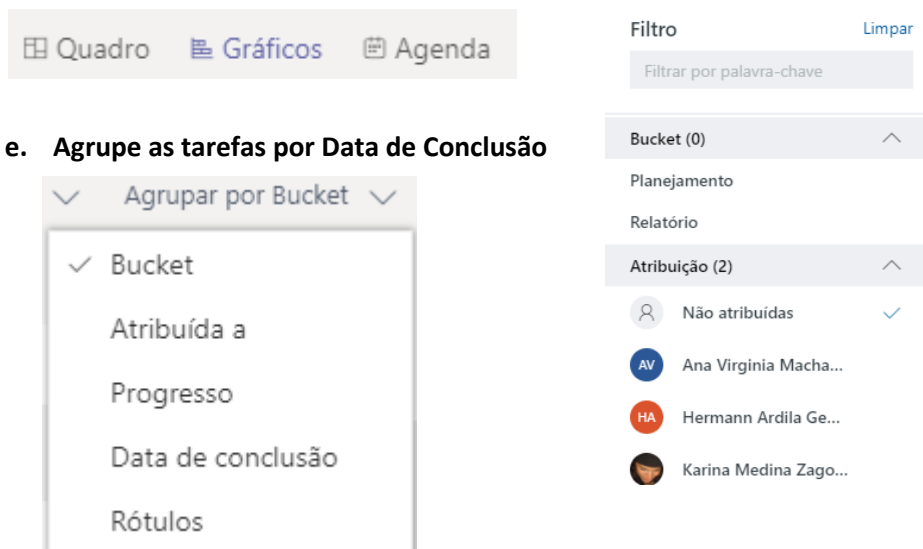 Quadro Gráficos Agenda
e. Agrupe as tarefas por Data de Conclusão
Agrupar por Bucket
Bucket
Atribuída a
Progresso
Data de conclusão
Rótulos
Filtro Limpar
Filtrar por palavra-chave
Bucket (0)
Planejamento
Relatório
Atribuição (2)
Não atribuídas
AV Ana Virginia Macha...
HA Hermann Ardila Ge...
Karina Medina Zago...